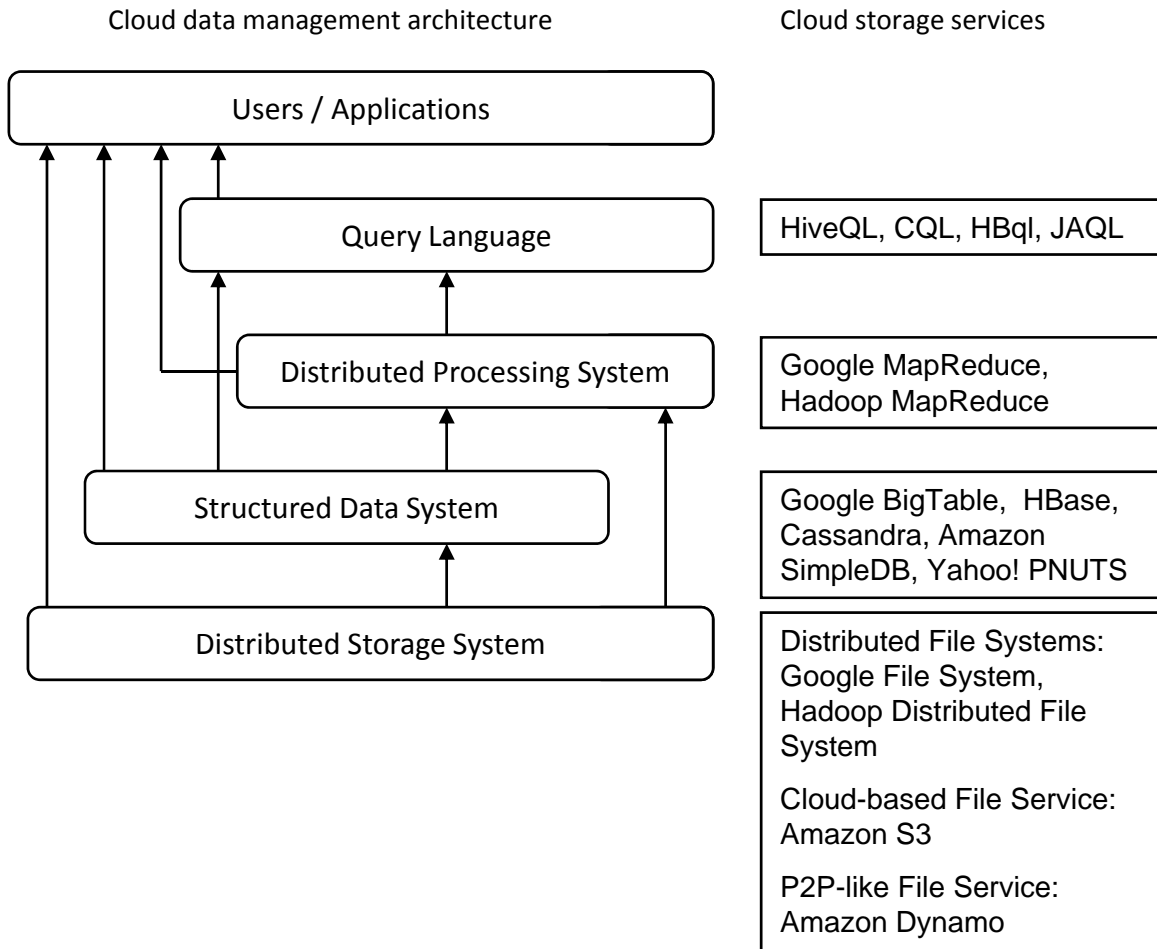 Cloud data management architecture
Cloud storage services
Users / Applications
Query Language
HiveQL, CQL, HBql, JAQL
Distributed Processing System
Google MapReduce,
Hadoop MapReduce
Structured Data System
Google BigTable,  HBase,
Cassandra, Amazon
SimpleDB, Yahoo! PNUTS
Distributed Storage System
Distributed File Systems:
Google File System,
Hadoop Distributed File
System
Cloud-based File Service:
Amazon S3
P2P-like File Service:
Amazon Dynamo